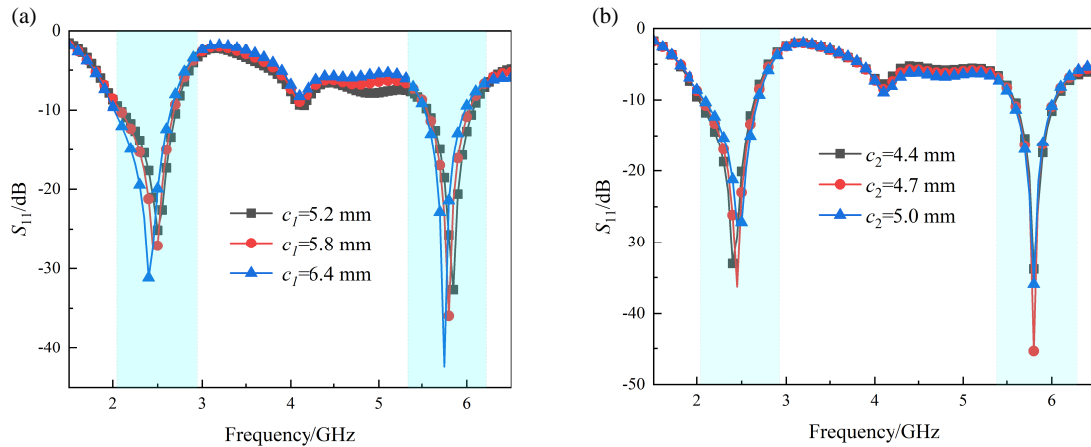 (a)
0
-10
-20
-30
-40
S11/dB
c1=5.2 mm
c1=5.8 mm
c1=6.4 mm
2 3 4 5 6
Frequency/GHz
(b)
0
-10
-20
-30
-40
-50
S11/dB
c2=4.4 mm
c2=4.7 mm
c2=5.0 mm
2 3 4 5 6
Frequency/GHz